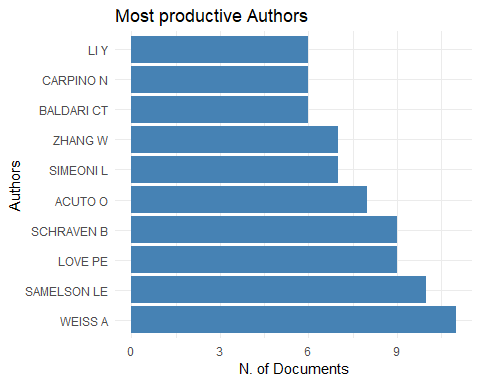 Most productive Authors
Authors
LI Y
CARPINO N
BALDARI CT
ZHANG W
SIMEONI L
ACUTO O
SCHRAVEN B
LOVE PE
SAMELSON LE
WEISS A
0 3 6 9
N. of Documents